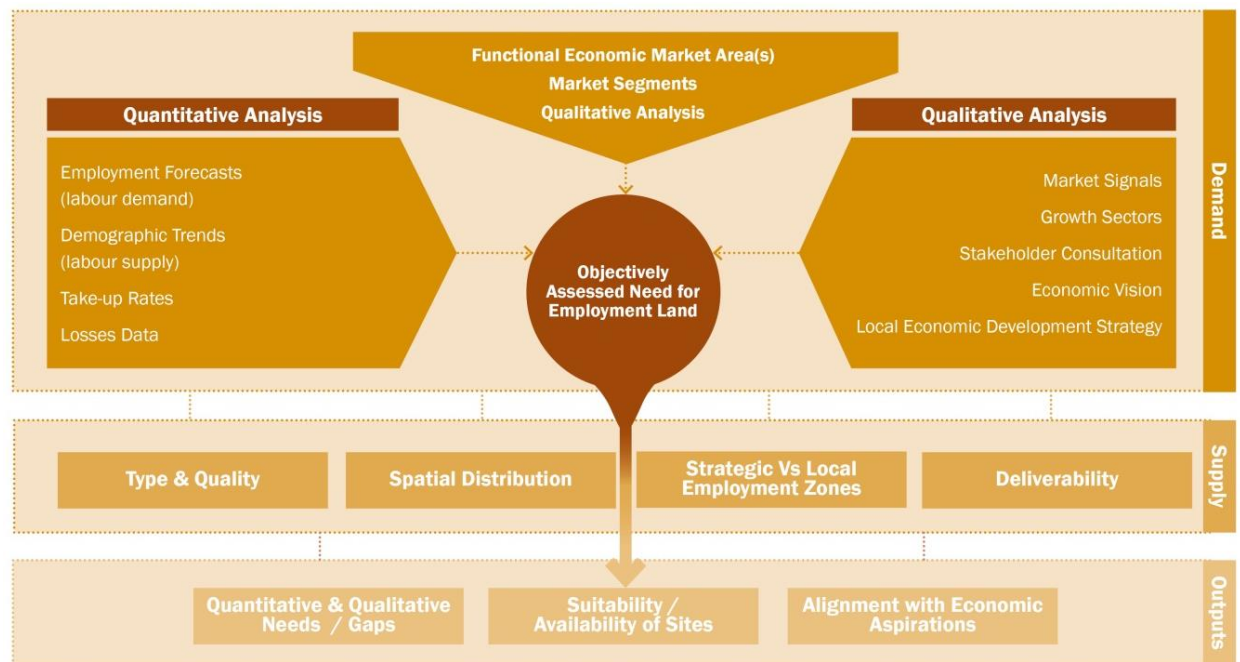 Functional Economic Market Area(s)
Market Segments
Qualitative Analysis
Quantitative Analysis
Employment Forecasts
(labour demand)
Demographic Trends
(labour supply)
Take-up Rates
Losses Data
Objectively
Assessed Need for
Employment Land
Qualitative Analysis
Market Signals
Growth Sectors
Stakeholder Consultation
Economic Vision
Local Economic Development Strategy
Demand
Type & Quality
Spatial Distribution
Strategic Vs Local
Employment Zones
Deliverability
Supply
Quantitative & Qualitative
Needs / Gaps
Suitability /
Availability of Sites
Alignment with Economic
Aspirations
Outputs